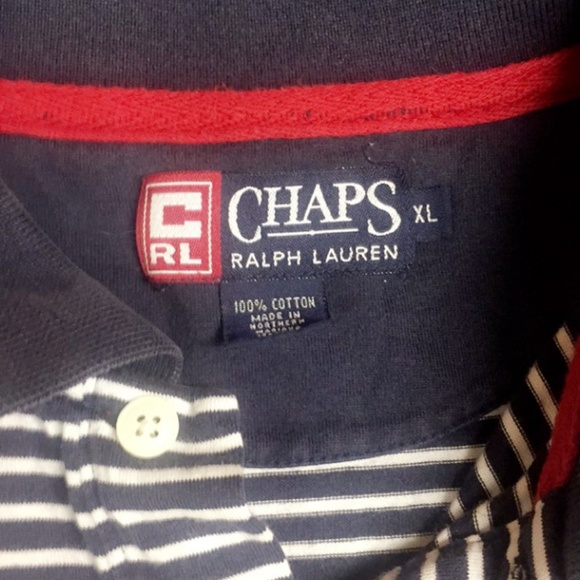 C
RL
CHAPS
RALPH LAUREN
XL
100% COTTON
MADE IN
NORTHERN